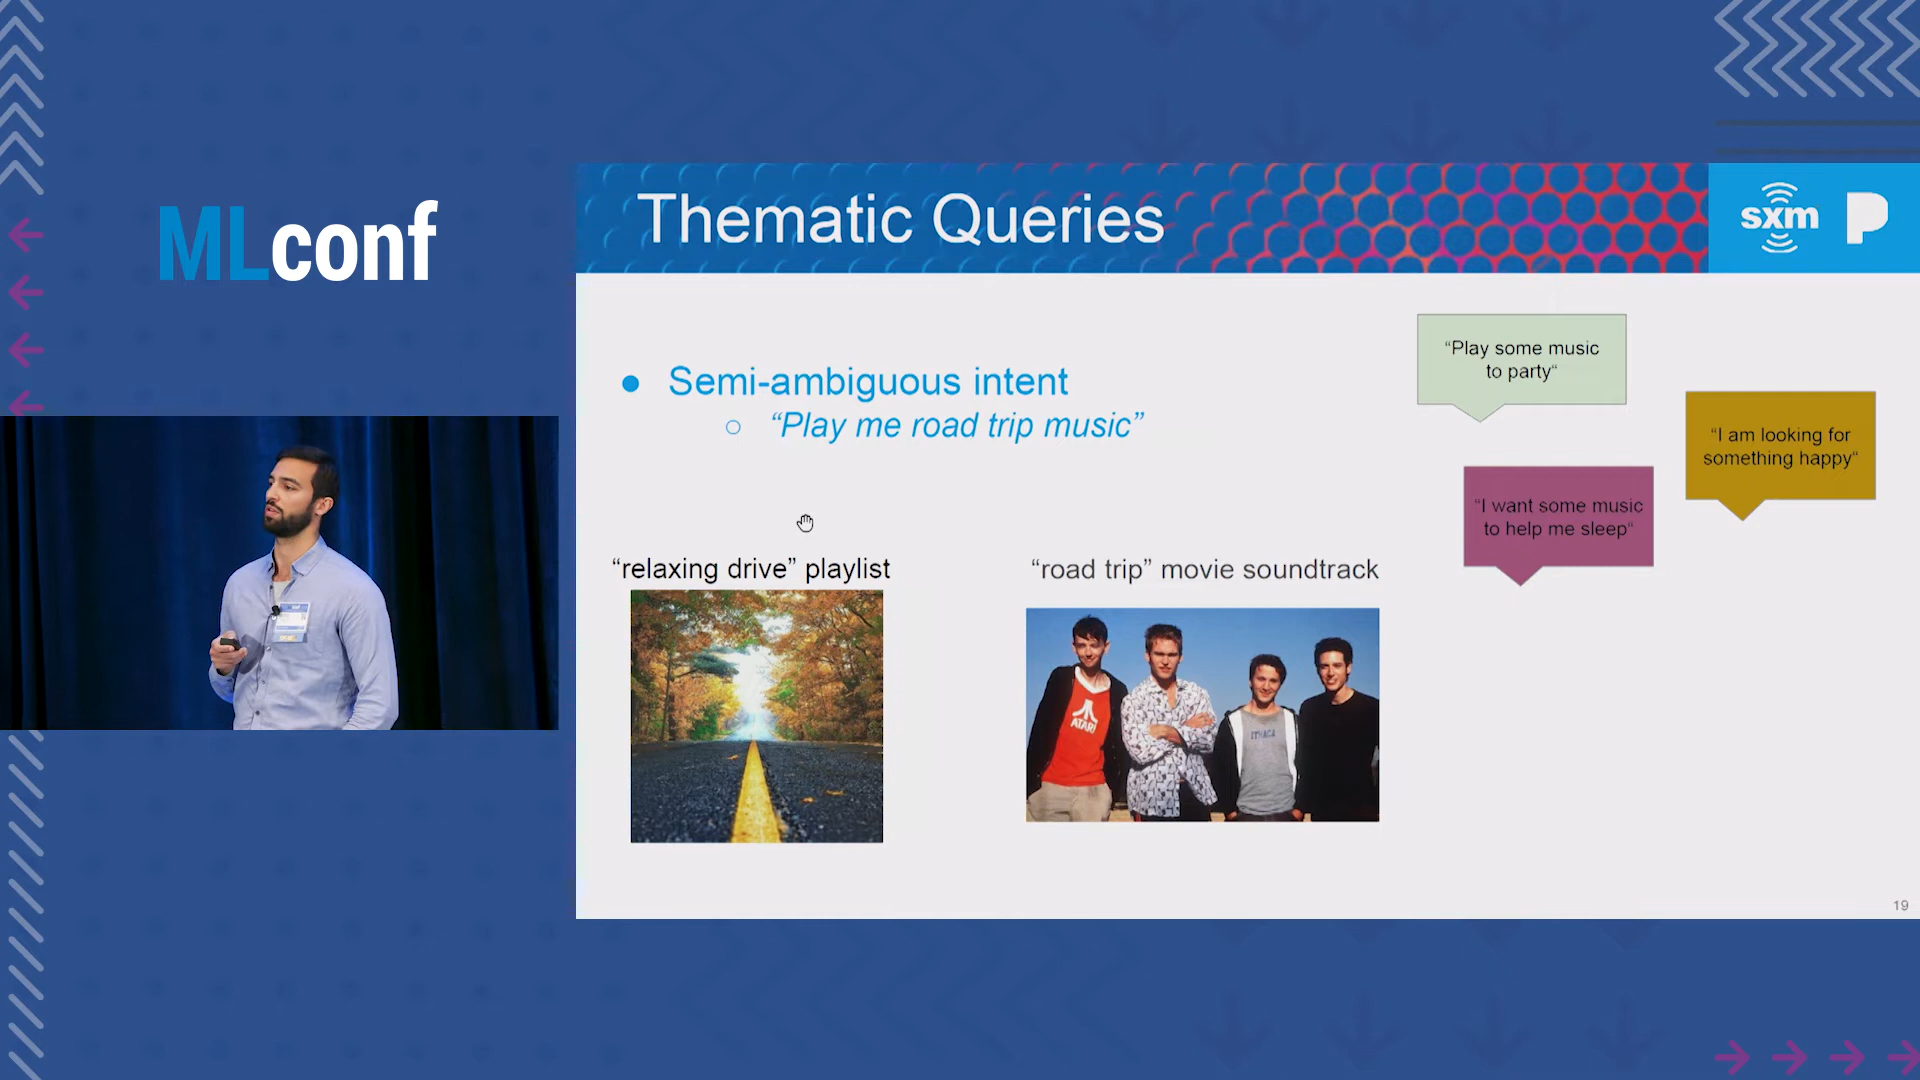 MLconf
Thematic Queries
sxm
● Semi-ambiguous intent
○ “Play me road trip music”
“Play some music
to party“
“I am looking for
something happy“
“I want some music
to help me sleep“
“relaxing drive” playlist
“road trip” movie soundtrack
ATARI
ITHACA
19